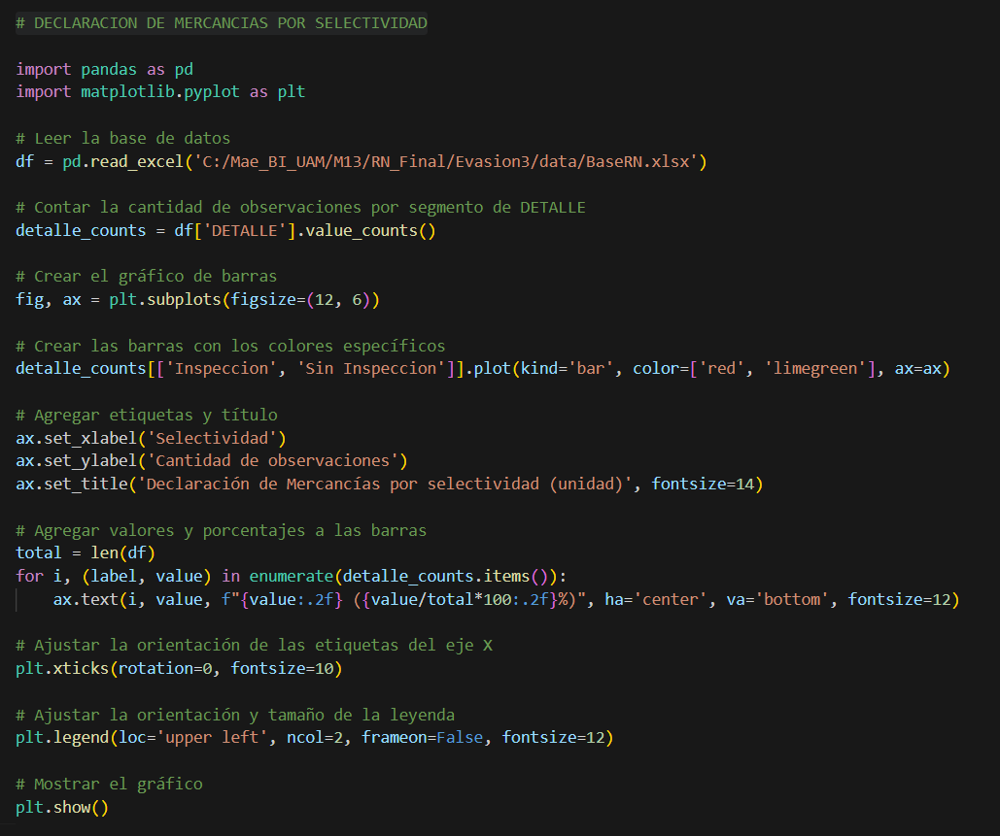 # DECLARACION DE MERCANCIAS POR SELECTIVIDAD
import pandas as pd
import matplotlib.pyplot as plt
# Leer la base de datos
df = pd.read_excel('C:/Mae_BI_UAM/M13/RN_Final/Evasion3/data/BaseRN.xlsx')
# Contar la cantidad de observaciones por segmento de DETALLE
detalle_counts = df['DETALLE'].value_counts()
# Crear el gráfico de barras
fig, ax = plt.subplots(figsize=(12, 6))
# Crear las barras con los colores específicos
detalle_counts[['Inspeccion', 'Sin Inspeccion']].plot(kind='bar', color=['red', 'limegreen'], ax=ax)
# Agregar etiquetas y título
ax.set_xlabel('Selectividad')
ax.set_ylabel('Cantidad de observaciones')
ax.set_title('Declaración de Mercancías por selectividad (unidad)', fontsize=14)
# Agregar valores y porcentajes a las barras
total = len(df)
for i, (label, value) in enumerate(detalle_counts.items()):
    ax.text(i, value, f"{value:.2f} ({value/total*100:.2f}%)", ha='center', va='bottom', fontsize=12)
# Ajustar la orientación de las etiquetas del eje X
plt.xticks(rotation=0, fontsize=10)
# Ajustar la orientación y tamaño de la leyenda
plt.legend(loc='upper left', ncol=2, frameon=False, fontsize=12)
# Mostrar el gráfico
plt.show()